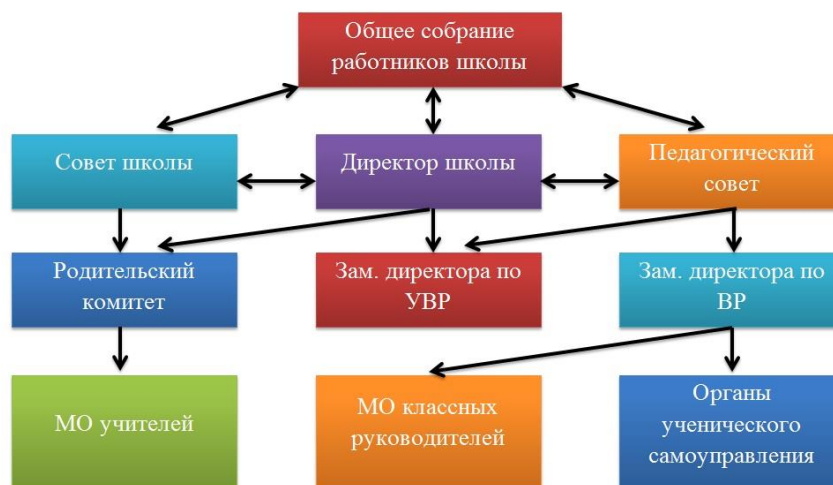 Общее собрание
работников школы
Совет школы
Директор школы
Педагогический
совет
Родительский
комитет
Зам. директора по
УВР
Зам. директора по
ВР
МО учителей
МО классных
руководителей
Органы
ученического
самоуправления